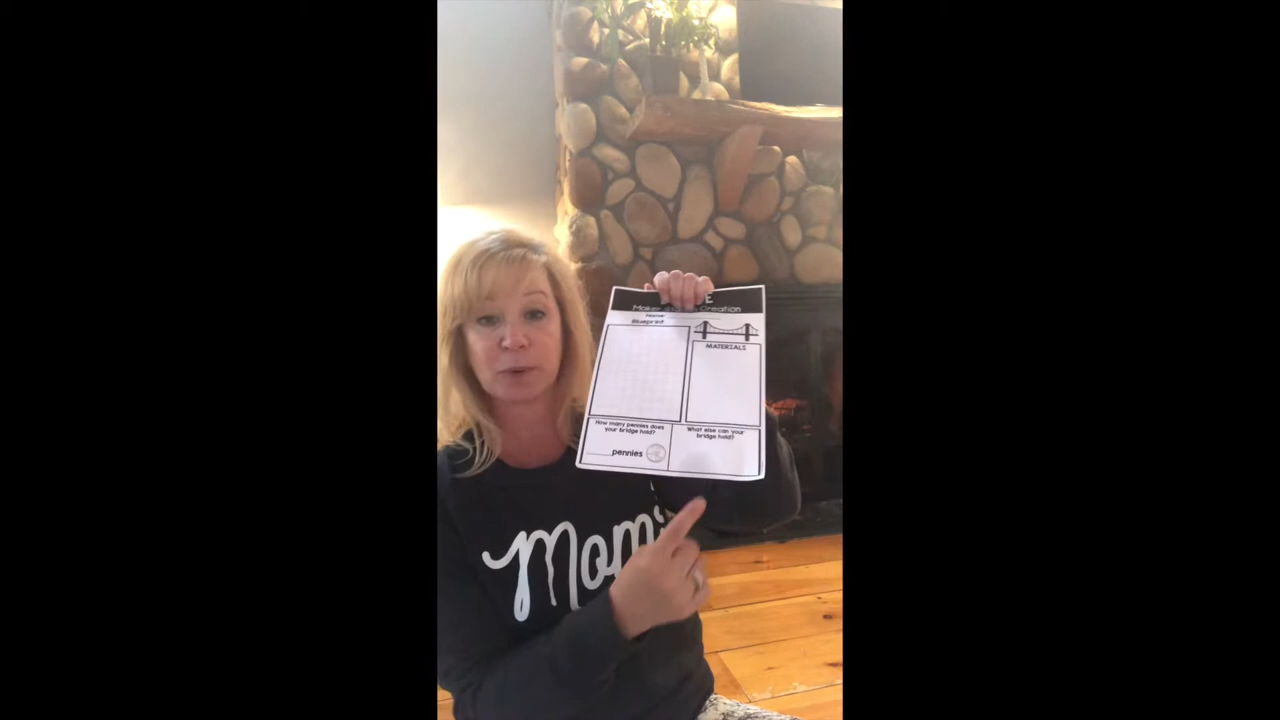 Maker Creation
Name:
Blueprint
MATERIALS
How many pennies does
your bridge hold?
pennies
What else can your
bridge hold?
Mom